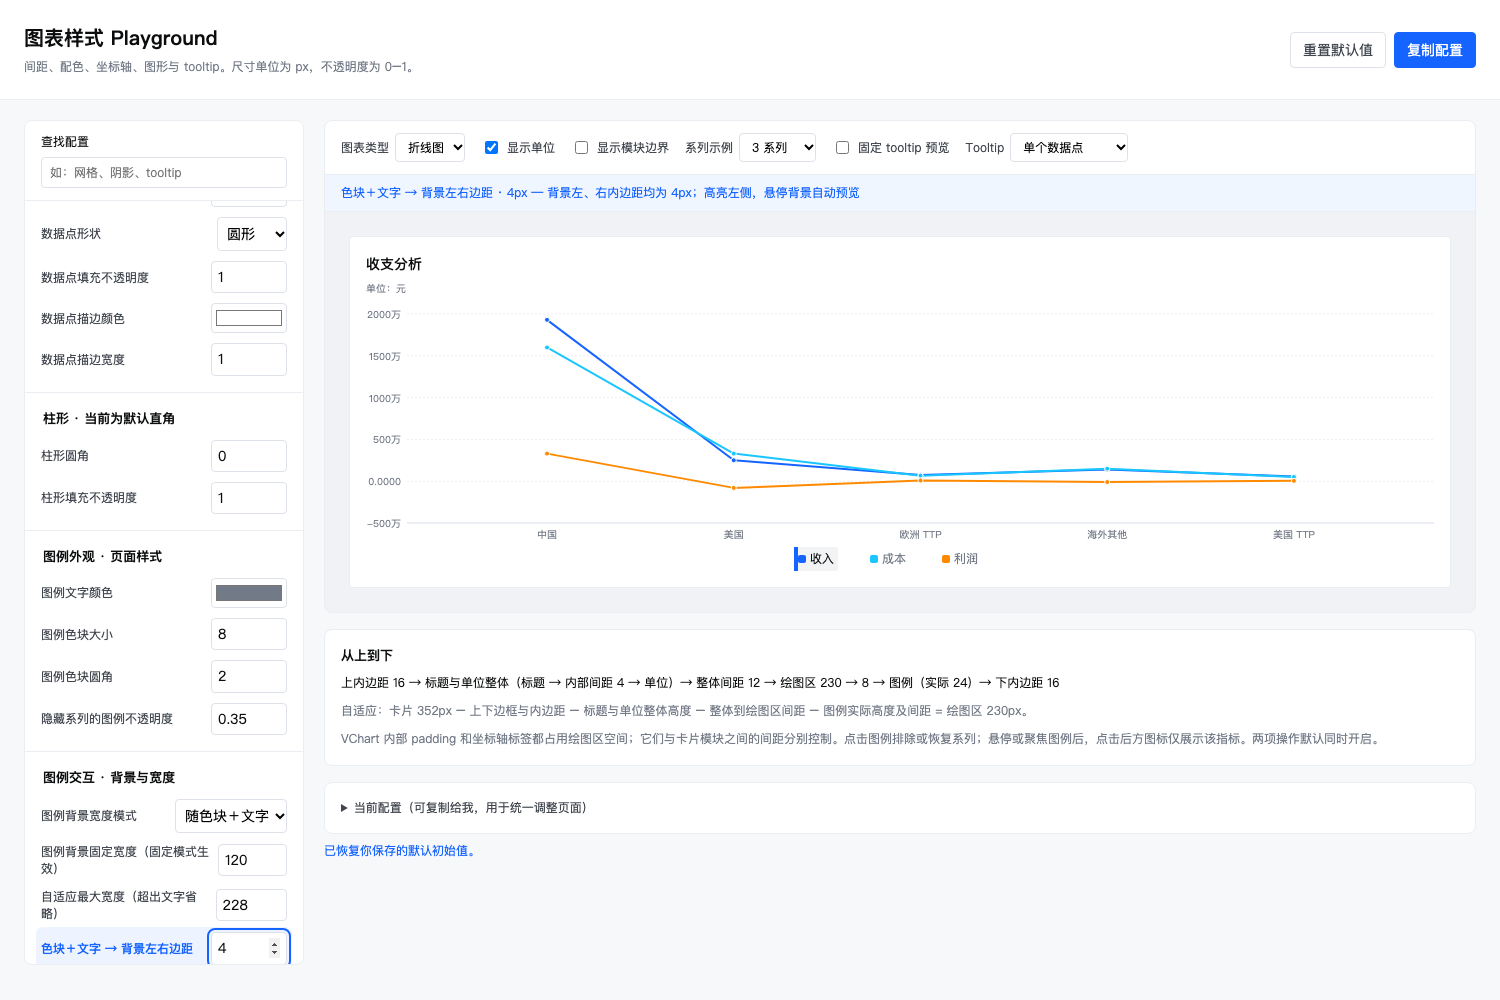 图表样式 Playground
间距、配色、坐标轴、图形与 tooltip。尺寸单位为 px，不透明度为 0–1。
重置默认值
复制配置
查找配置
如：网格、阴影、tooltip
数据点形状
圆形
数据点填充不透明度
1
数据点描边颜色
数据点描边宽度
1
柱形 · 当前为默认直角
柱形圆角
0
柱形填充不透明度
1
图例外观 · 页面样式
图例文字颜色
图例色块大小
8
图例色块圆角
2
隐藏系列的图例不透明度
0.35
图例交互 · 背景与宽度
图例背景宽度模式
随色块＋文字
图例背景固定宽度（固定模式生
效）
120
自适应最大宽度（超出文字省
略）
228
色块＋文字 → 背景左右边距
4
图表类型
折线图
显示单位
显示模块边界
系列示例
3 系列
固定 tooltip 预览
Tooltip
单个数据点
色块＋文字 → 背景左右边距 · 4px — 背景左、右内边距均为 4px；高亮左侧，悬停背景自动预览
收支分析
单位：元
2000万
1500万
1000万
500万
0.0000
−500万
中国
美国
欧洲 TTP
海外其他
美国 TTP
收入
成本
利润
从上到下
上内边距 16 → 标题与单位整体（标题 → 内部间距 4 → 单位）→ 整体间距 12 → 绘图区 230 → 8 → 图例（实际 24）→ 下内边距 16
自适应：卡片 352px − 上下边框与内边距 − 标题与单位整体高度 − 整体到绘图区间距 − 图例实际高度及间距 = 绘图区 230px。
VChart 内部 padding 和坐标轴标签都占用绘图区空间；它们与卡片模块之间的间距分别控制。点击图例排除或恢复系列；悬停或聚焦图例后，点击后方图标仅展示该指标。两项操作默认同时开启。
当前配置（可复制给我，用于统一调整页面）
已恢复你保存的默认初始值。